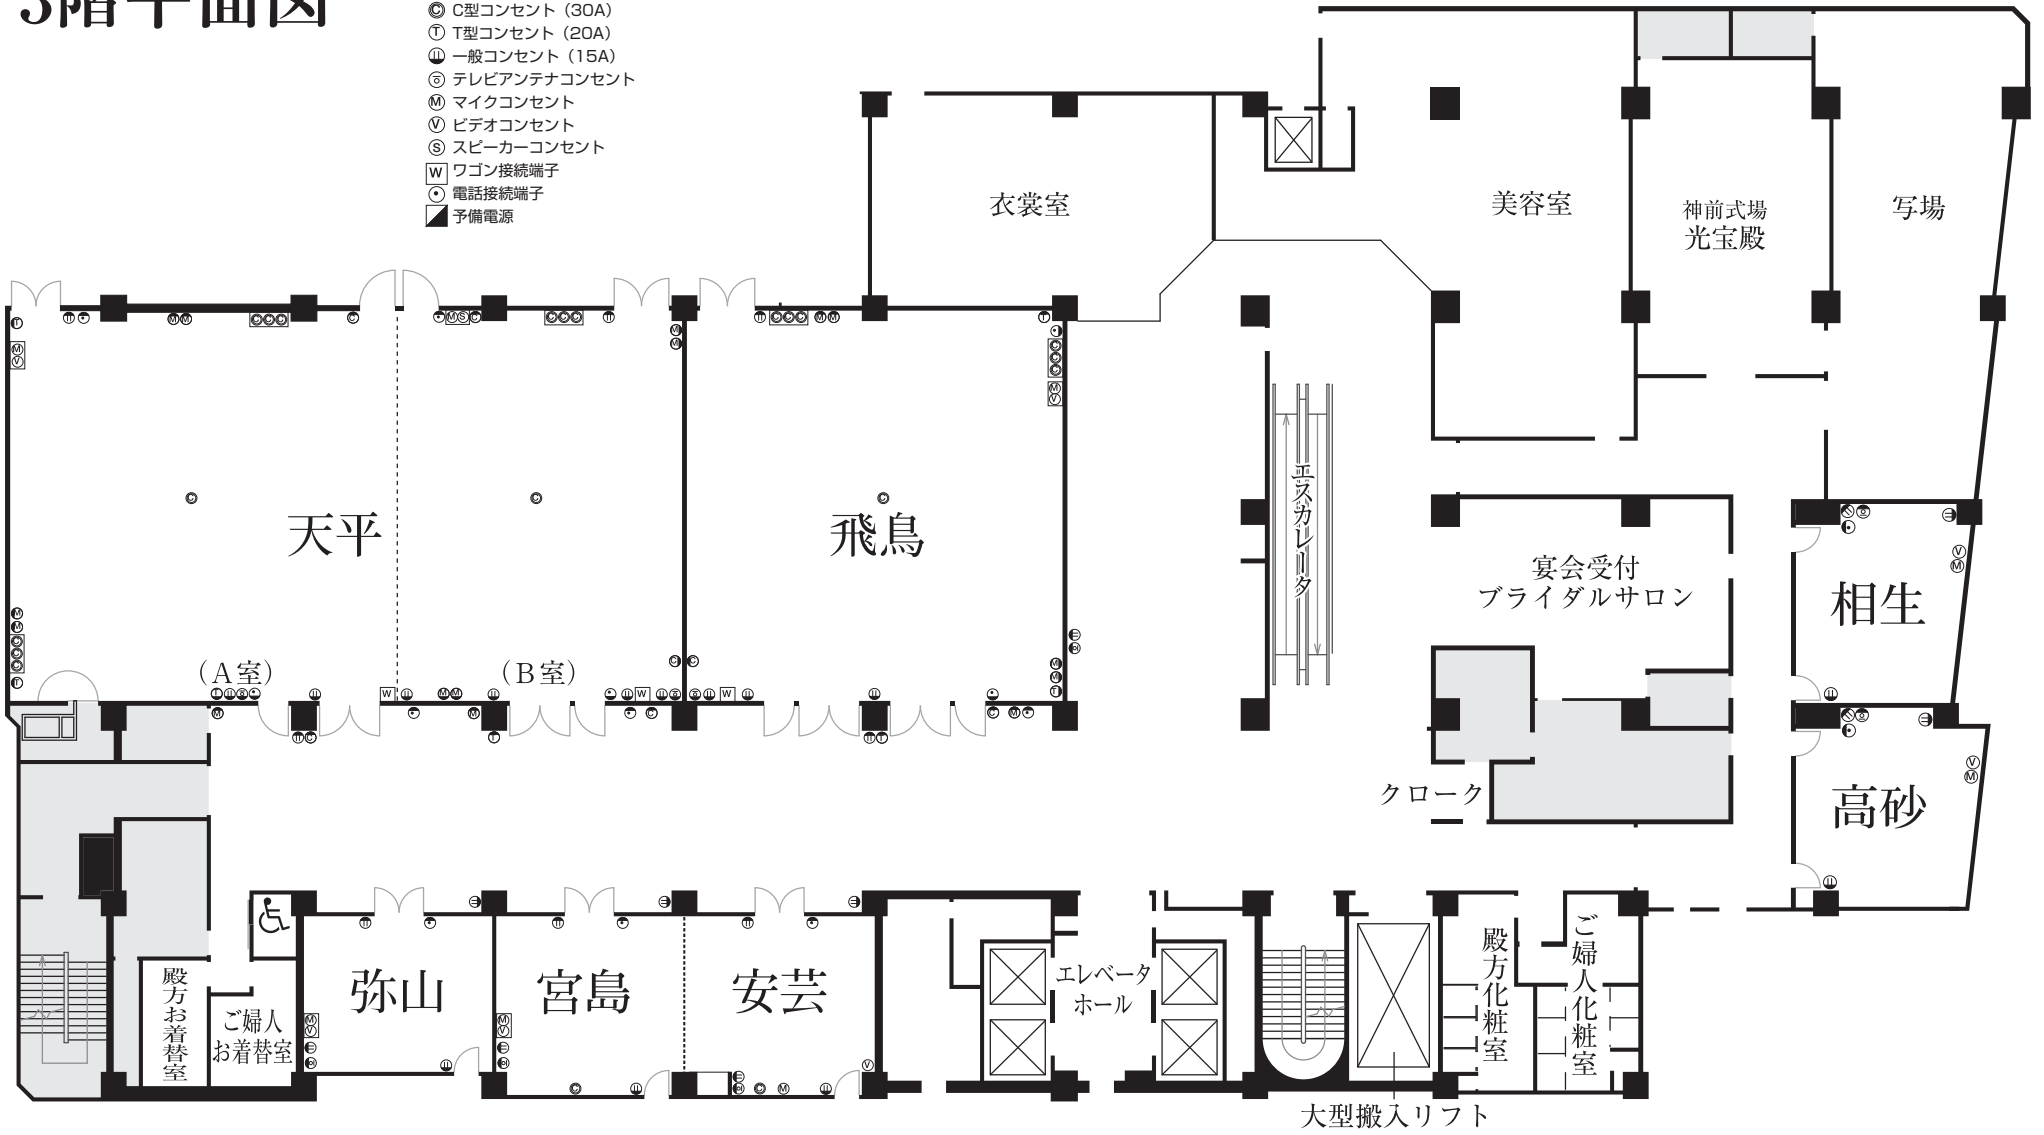 3階平面図
C型コンセント（30A）
T型コンセント（20A）
一般コンセント（15A）
テレビアンテナコンセント
M マイクコンセント
V ビデオコンセント
S スピーカーコンセント
W ワゴン接続端子
電話接続端子
予備電源
衣裳室
美容室
神前式場
光宝殿
写場
天平
（A室）
（B室）
飛鳥
エスカレータ
宴会受付
ブライダルサロン
相生
クローク
高砂
殿方お着替室
ご婦人
お着替室
弥山
宮島
安芸
エレベータ
ホール
殿方化粧室
ご婦人化粧室
大型搬入リフト